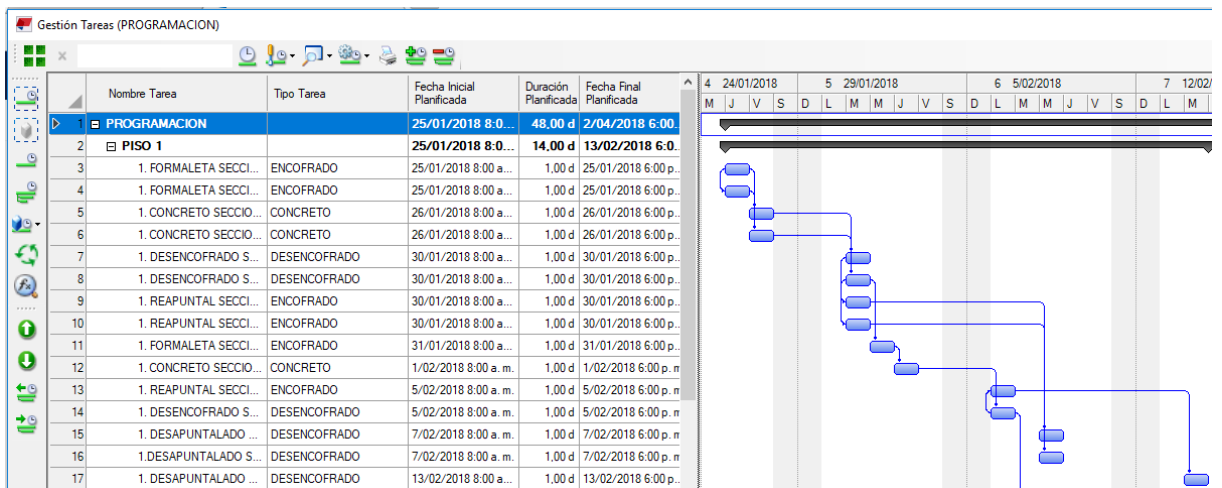 Gestión Tareas (PROGRAMACION)
Nombre Tarea Tipo Tarea Fecha Inicial Planificada Duración Planificada Fecha Final Planificada
4 24/01/2018 5 29/01/2018 6 5/02/2018 7 12/02/
M J V S D L M M J V S D L M M J V S D L M
1 PROGRAMACION 25/01/2018 8:0... 48,00 d 2/04/2018 6:00
2 PISO 1 25/01/2018 8:0... 14,00 d 13/02/2018 6:0..
3 1. FORMALETA SECCI... ENCOFRADO 25/01/2018 8:00 a... 1,00 d 25/01/2018 6:00 p..
4 1. FORMALETA SECCI... ENCOFRADO 25/01/2018 8:00 a... 1,00 d 25/01/2018 6:00 p..
5 1. CONCRETO SECCIO... CONCRETO 26/01/2018 8:00 a... 1,00 d 26/01/2018 6:00 p..
6 1. CONCRETO SECCIO... CONCRETO 26/01/2018 8:00 a... 1,00 d 26/01/2018 6:00 p..
7 1. DESENCOFRADO S... DESENCOFRADO 30/01/2018 8:00 a... 1,00 d 30/01/2018 6:00 p..
8 1. DESENCOFRADO S... DESENCOFRADO 30/01/2018 8:00 a... 1,00 d 30/01/2018 6:00 p..
9 1. REAPUNTAL SECCI... ENCOFRADO 30/01/2018 8:00 a... 1,00 d 30/01/2018 6:00 p..
10 1. REAPUNTAL SECCI... ENCOFRADO 30/01/2018 8:00 a... 1,00 d 30/01/2018 6:00 p..
11 1. FORMALETA SECCI... ENCOFRADO 31/01/2018 8:00 a... 1,00 d 31/01/2018 6:00 p..
12 1. CONCRETO SECCIO... CONCRETO 1/02/2018 8:00 a. m. 1,00 d 1/02/2018 6:00 p. m
13 1. REAPUNTAL SECCI... ENCOFRADO 5/02/2018 8:00 a. m. 1,00 d 5/02/2018 6:00 p. m
14 1. DESENCOFRADO S... DESENCOFRADO 5/02/2018 8:00 a. m. 1,00 d 5/02/2018 6:00 p. m
15 1. DESAPUNTALADO ... DESENCOFRADO 7/02/2018 8:00 a. m. 1,00 d 7/02/2018 6:00 p. m
16 1.DESAPUNTALADO S... DESENCOFRADO 7/02/2018 8:00 a. m. 1,00 d 7/02/2018 6:00 p. m
17 1. DESAPUNTALADO ... DESENCOFRADO 13/02/2018 8:00 a... 1,00 d 13/02/2018 6:00 p..